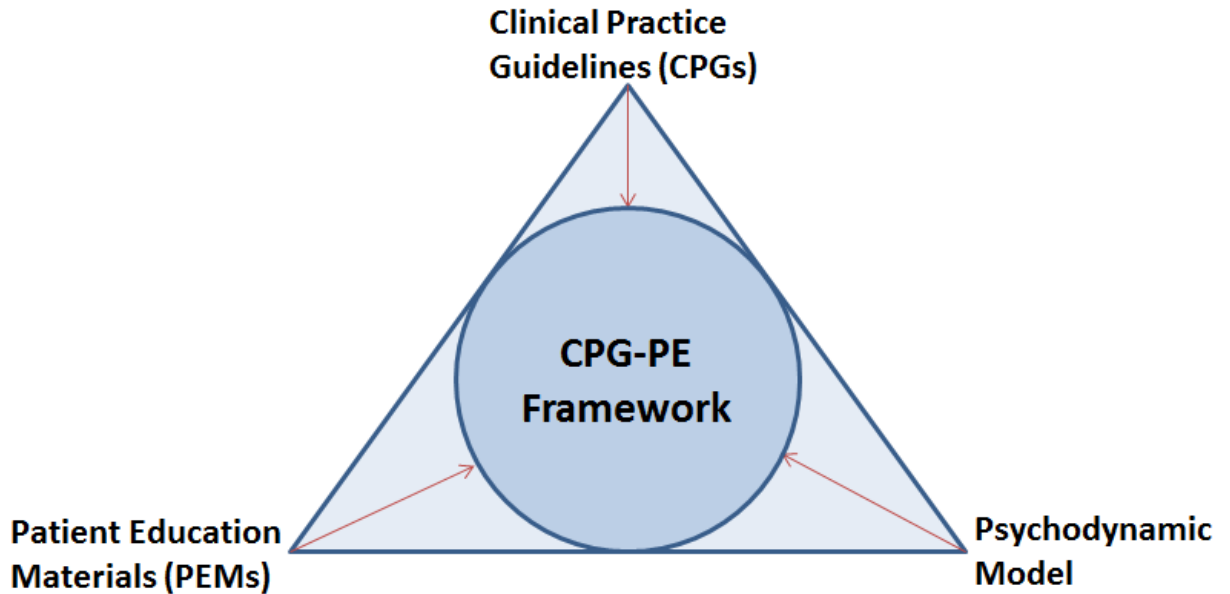 Clinical Practice
Guidelines (CPGs)
CPG-PE
Framework
Patient Education
Materials (PEMs)
Psychodynamic
Model